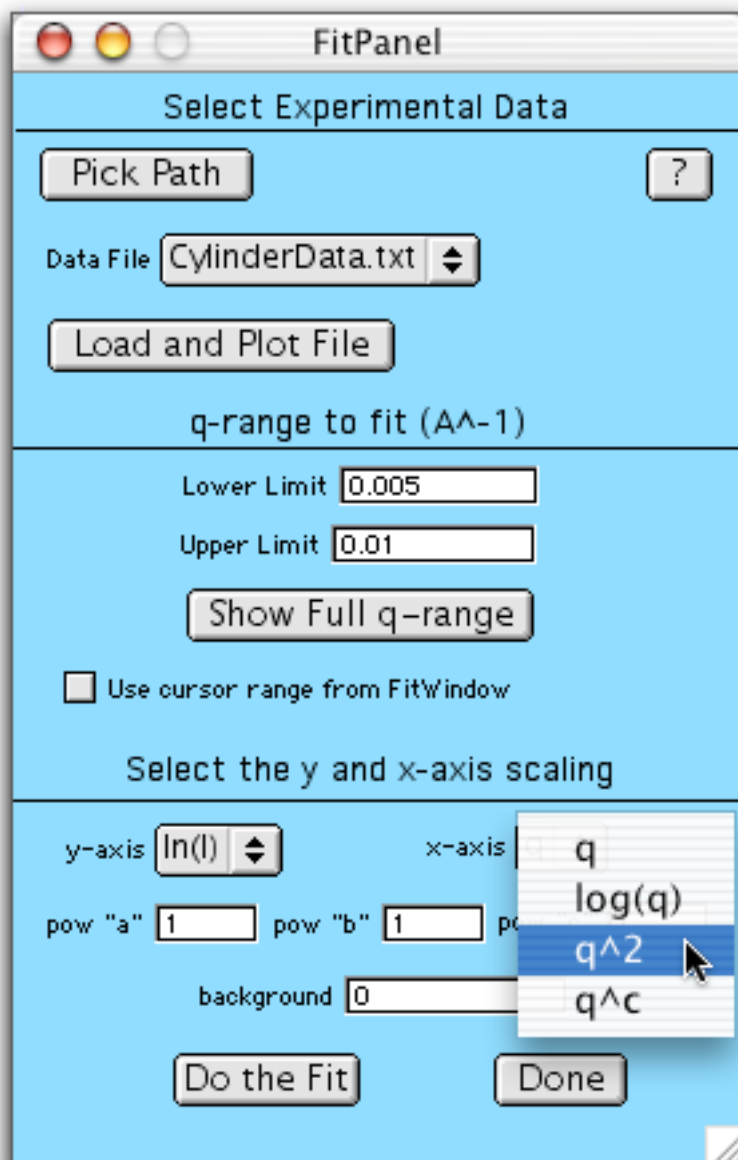 FitPanel
Select Experimental Data
Pick Path ?
Data File CylinderData.txt
Load and Plot File
q-range to fit (A^-1)
Lower Limit 0.005
Upper Limit 0.01
Show Full q-range
Use cursor range from FitWindow
Select the y and x-axis scaling
y-axis ln(I) x-axis q
log(q)
pow "a" 1 pow "b" 1
q^2
background 0 q^c
Do the Fit Done